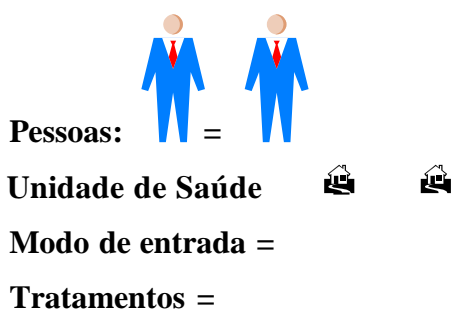 Pessoas: =
Unidade de Saúde
Modo de entrada =
Tratamentos =